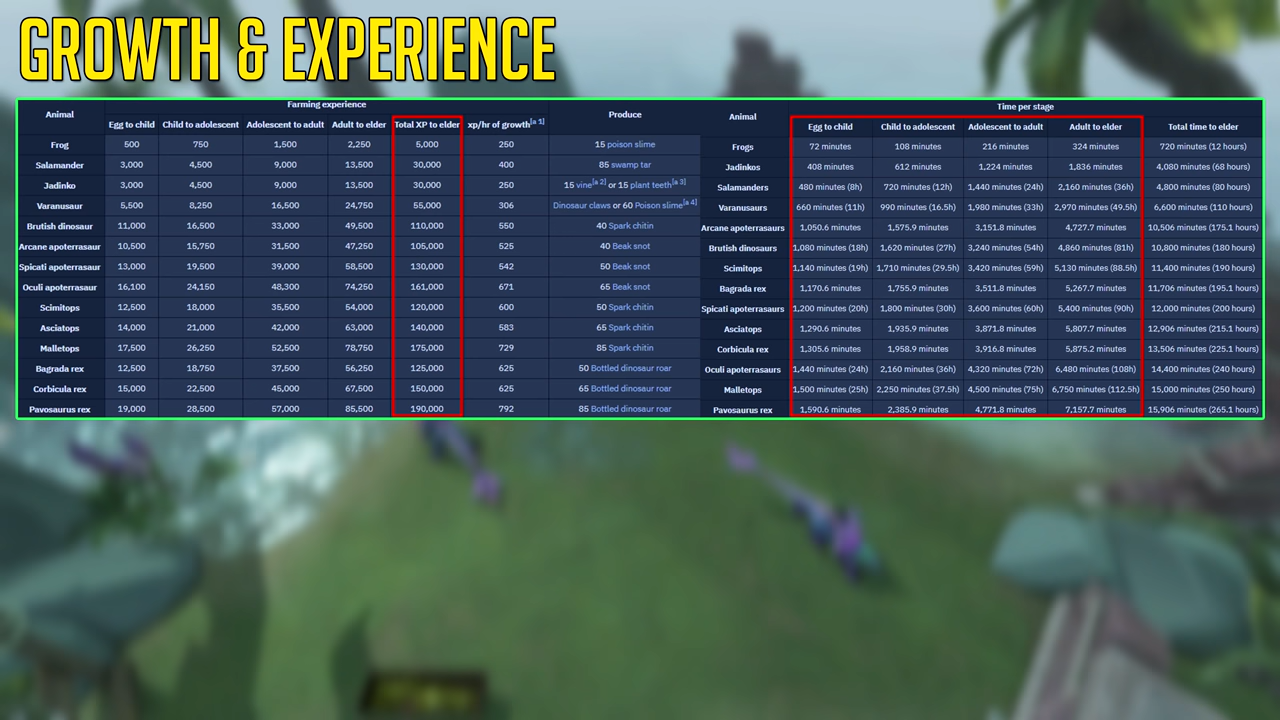 GROWTH & EXPERIENCE
Animal Farming experience Produce
Egg to child Child to adolescent Adolescent to adult Adult to elder Total XP to elder xp/hr of growth[a 1]
Frog 500 750 1,500 2,250 5,000 250 15 poison slime
Salamander 3,000 4,500 9,000 13,500 30,000 400 85 swamp tar
Jadinko 3,000 4,500 9,000 13,500 30,000 250 15 vine[a 2] or 15 plant teeth[a 3]
Varanusaur 5,500 8,250 16,500 24,750 55,000 306 Dinosaur claws or 60 Poison slime[a 4]
Brutish dinosaur 11,000 16,500 33,000 49,500 110,000 550 40 Spark chitin
Arcane apoterrasaur 10,500 15,750 31,500 47,250 105,000 525 40 Beak snot
Spicati apoterrasaur 13,000 19,500 39,000 58,500 130,000 542 50 Beak snot
Oculi apoterrasaur 16,100 24,150 48,300 74,250 161,000 671 65 Beak snot
Scimitops 12,500 18,000 35,500 54,000 120,000 600 50 Spark chitin
Asciatops 14,000 21,000 42,000 63,000 140,000 583 65 Spark chitin
Malletops 17,500 26,250 52,500 78,750 175,000 729 85 Spark chitin
Bagrada rex 12,500 18,750 37,500 56,250 125,000 625 50 Bottled dinosaur roar
Corbicula rex 15,000 22,500 45,000 67,500 150,000 625 65 Bottled dinosaur roar
Pavosaurus rex 19,000 28,500 57,000 85,500 190,000 792 85 Bottled dinosaur roar
Animal Time per stage
Egg to child Child to adolescent Adolescent to adult Adult to elder Total time to elder
Frogs 72 minutes 108 minutes 216 minutes 324 minutes 720 minutes (12 hours)
Jadinkos 408 minutes 612 minutes 1,224 minutes 1,836 minutes 4,080 minutes (68 hours)
Salamanders 480 minutes (8h) 720 minutes (12h) 1,440 minutes (24h) 2,160 minutes (36h) 4,800 minutes (80 hours)
Varanusaurs 660 minutes (11h) 990 minutes (16.5h) 1,980 minutes (33h) 2,970 minutes (49.5h) 6,600 minutes (110 hours)
Arcane apoterrasaurs 1,050.6 minutes 1,575.9 minutes 3,151.8 minutes 4,727.7 minutes 10,506 minutes (175.1 hours)
Brutish dinosaurs 1,080 minutes (18h) 1,620 minutes (27h) 3,240 minutes (54h) 4,860 minutes (81h) 10,800 minutes (180 hours)
Scimitops 1,140 minutes (19h) 1,710 minutes (29.5h) 3,420 minutes (59h) 5,130 minutes (88.5h) 11,400 minutes (190 hours)
Bagrada rex 1,170.6 minutes 1,755.9 minutes 3,511.8 minutes 5,267.7 minutes 11,706 minutes (195.1 hours)
Spicati apoterrasaurs 1,200 minutes (20h) 1,800 minutes (30h) 3,600 minutes (60h) 5,400 minutes (90h) 12,000 minutes (200 hours)
Asciatops 1,290.6 minutes 1,935.9 minutes 3,871.8 minutes 5,807.7 minutes 12,906 minutes (215.1 hours)
Corbicula rex 1,305.6 minutes 1,958.9 minutes 3,916.8 minutes 5,875.2 minutes 13,506 minutes (225.1 hours)
Oculi apoterrasaurs 1,440 minutes (24h) 2,160 minutes (36h) 4,320 minutes (72h) 6,480 minutes (108h) 14,400 minutes (240 hours)
Malletops 1,500 minutes (25h) 2,250 minutes (37.5h) 4,500 minutes (75h) 6,750 minutes (112.5h) 15,000 minutes (250 hours)
Pavosaurus rex 1,590.6 minutes 2,385.9 minutes 4,771.8 minutes 7,157.7 minutes 15,906 minutes (265.1 hours)